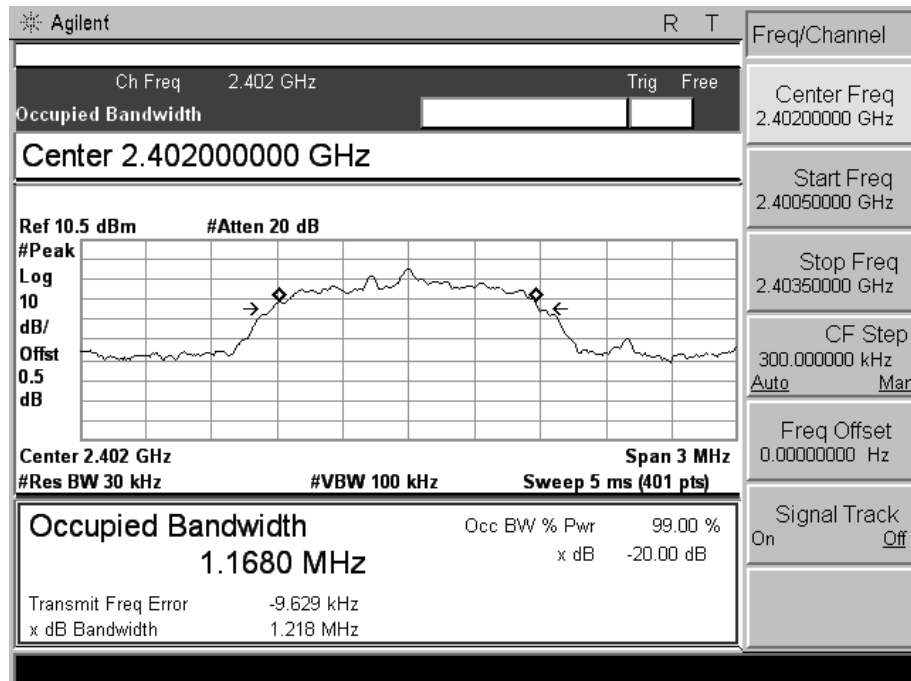 Agilent R T
Ch Freq 2.402 GHz Trig Free
Occupied Bandwidth
Center 2.402000000 GHz
Ref 10.5 dBm #Atten 20 dB
#Peak
Log
10
dB/
Offst
0.5
dB
Center 2.402 GHz Span 3 MHz
#Res BW 30 kHz #VBW 100 kHz Sweep 5 ms (401 pts)
Occupied Bandwidth Occ BW % Pwr 99.00 %
1.1680 MHz x dB -20.00 dB
Transmit Freq Error -9.629 kHz
x dB Bandwidth 1.218 MHz
Freq/Channel
Center Freq
2.40200000 GHz
Start Freq
2.40050000 GHz
Stop Freq
2.40350000 GHz
CF Step
300.000000 kHz
Auto Man
Freq Offset
0.00000000 Hz
Signal Track
On Off